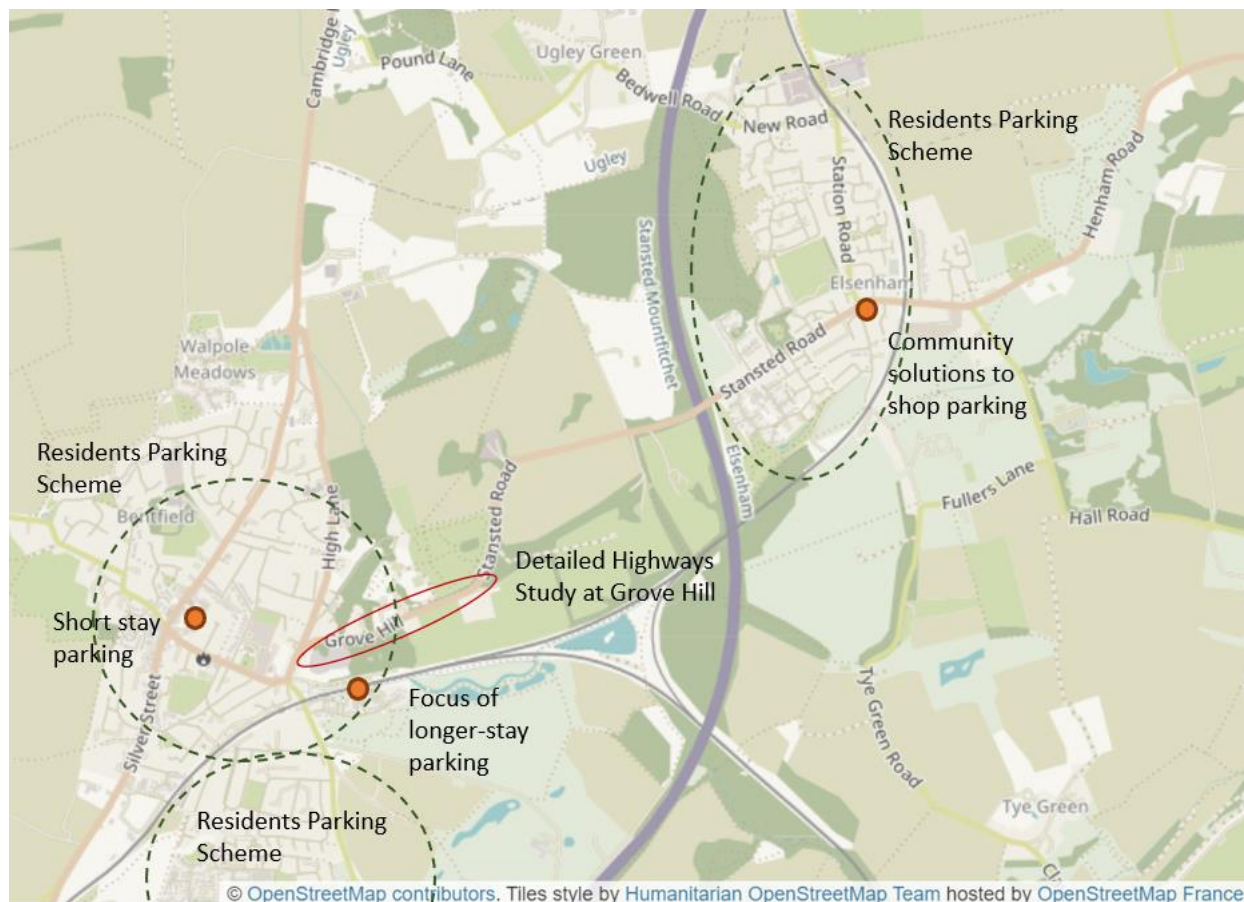 Ugley Green
Cambridge
Ugley
Pound Lane
Bedwell Road
New Road
Residents Parking
Scheme
Ugley
Station Road
Henham Road
Stansted Mountfitchet
Elsenham
Walpole
Meadows
Stansted Road
Community
solutions to
shop parking
Residents Parking
Scheme
Bentfield
High Lane
Stansted Road
Elsenham
Fullers Lane
Hall Road
Detailed Highways
Study at Grove Hill
Short stay
parking
Grove Hill
Silver Street
Focus of
longer-stay
parking
Tye Green Road
Tye Green
Residents Parking
Scheme
© OpenStreetMap contributors. Tiles style by Humanitarian OpenStreetMap Team hosted by OpenStreetMap France